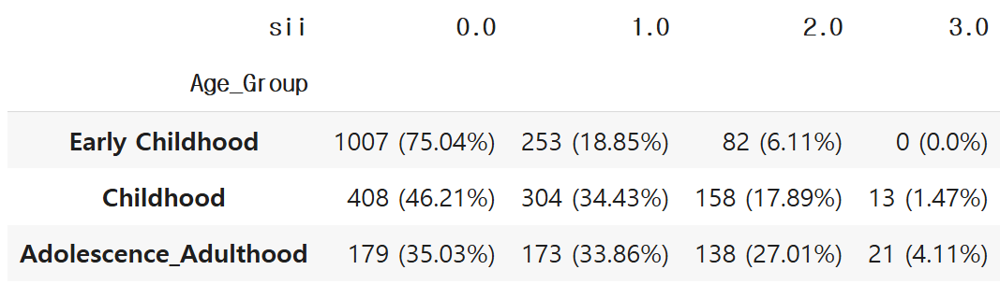 sii 0.0 1.0 2.0 3.0
Age_Group
Early Childhood 1007 (75.04%) 253 (18.85%) 82 (6.11%) 0 (0.0%)
Childhood 408 (46.21%) 304 (34.43%) 158 (17.89%) 13 (1.47%)
Adolescence_Adulthood 179 (35.03%) 173 (33.86%) 138 (27.01%) 21 (4.11%)